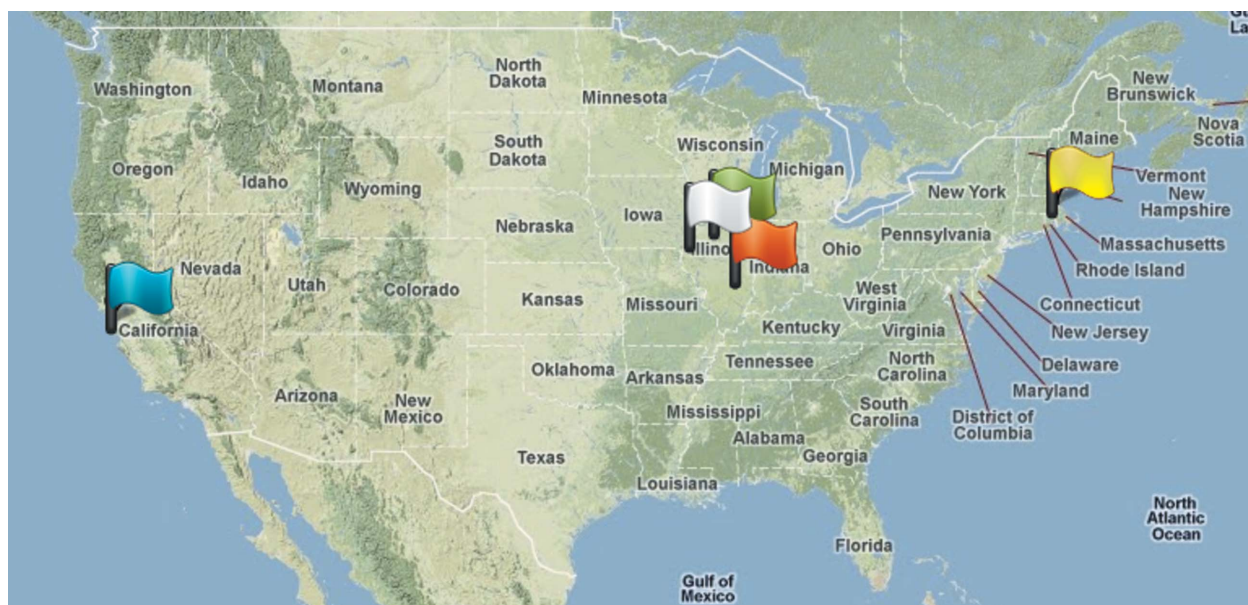 Gu
La
North
Dakota
Washington
Montana
Minnesota
New
Brunswick
Maine
Nova
Scotia
Wisconsin
South
Dakota
Oregon
Idaho
Wyoming
Michigan
Vermont
New York
New
Hampshire
Iowa
Nebraska
Pennsylvania
Massachusetts
Illino
Ohio
Indiana
Nevada
Rhode Island
Utah
Colorado
Kansas
Missouri
West
Virginia
Connecticut
California
Kentucky
Virginia
New Jersey
Tennessee
North
Carolina
Delaware
Oklahoma
Arkansas
Maryland
Arizona
New
Mexico
Mississippi
South
Carolina
District of
Columbia
Alabama
Georgia
Texas
Louisiana
North
Atlantic
Ocean
Florida
Gulf of
Mexico